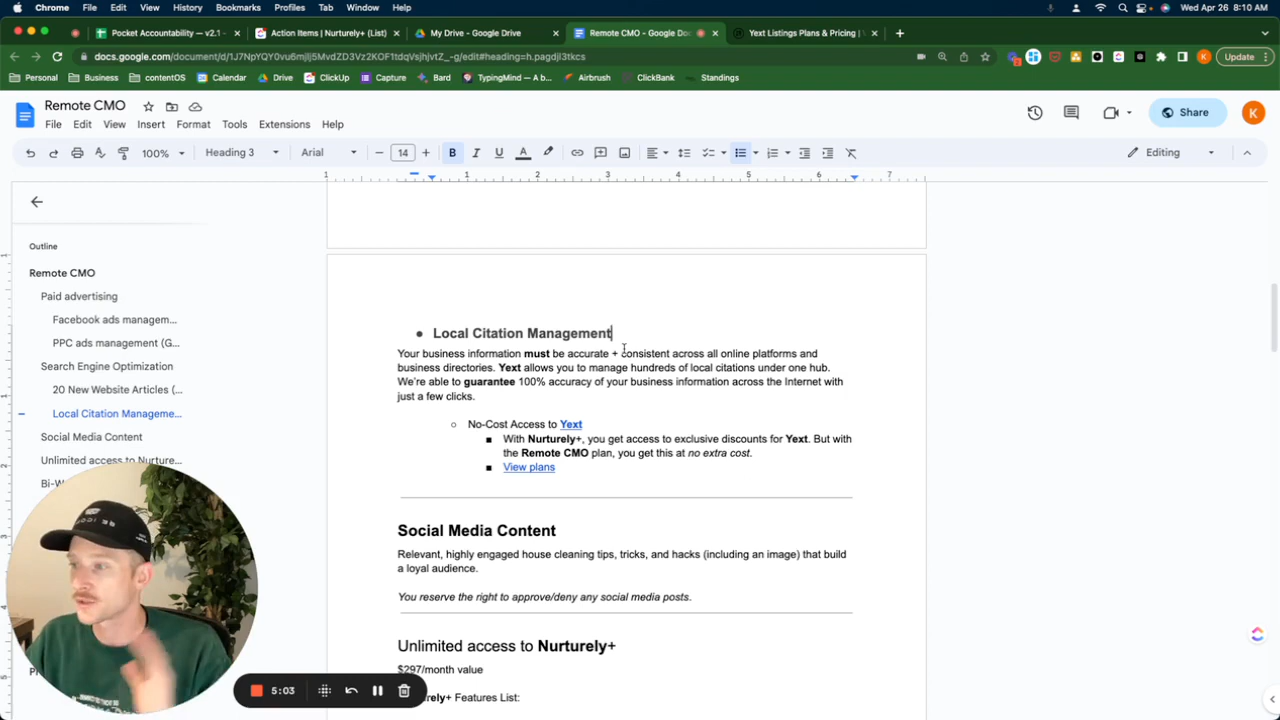 Chrome File Edit View History Bookmarks Profiles Tab Window Help Wed Apr 26 8:10 AM
Pocket Accountability — v2.1 - Action Items | Nurturely+ (List) My Drive – Google Drive Remote CMO - Google Do Yext Listings Plans & Pricing | Y
docs.google.com/document/d/1J7NpYQY0v6mjlj5MvdZVz2KOF1tdqVsjhjvtZ_-g/edit#heading=h.pagdjl3tkcs Update
Personal Business contentOS Calendar Drive ClickUp Capture Bard TypingMind — A b... Airbrush ClickBank Standings
Remote CMO
File Edit View Insert Format Tools Extensions Help
Share
K
100% Heading 3 Arial 14 B I U A Editing
1 1 2 3 4 5 6 7
Outline
Remote CMO
Paid advertising
Facebook ads managem...
PPC ads management (G...
Search Engine Optimization
20 New Website Articles (...
Local Citation Manageme...
Social Media Content
Unlimited access to Nurture...
Bi-W
● Local Citation Management
Your business information must be accurate + consistent across all online platforms and
business directories. Yext allows you to manage hundreds of local citations under one hub.
We're able to guarantee 100% accuracy of your business information across the Internet with
just a few clicks.
○ No-Cost Access to Yext
■ With Nurturely+, you get access to exclusive discounts for Yext. But with
the Remote CMO plan, you get this at no extra cost.
■ View plans
Social Media Content
Relevant, highly engaged house cleaning tips, tricks, and hacks (including an image) that build
a loyal audience.
You reserve the right to approve/deny any social media posts.
Unlimited access to Nurturely+
$297/month value
urely+ Features List:
5:03